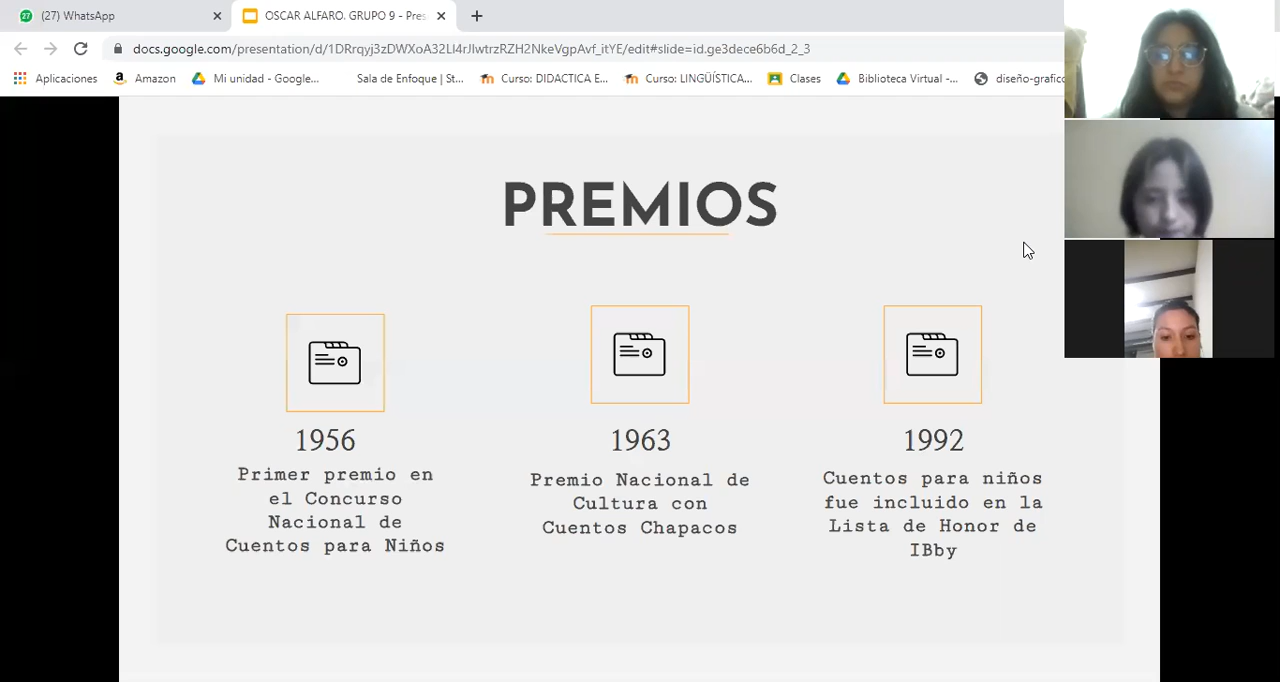 27
(27) WhatsApp
OSCAR ALFARO. GRUPO 9 - Pres
docs.google.com/presentation/d/1DRrqyj3zDWXoA32Ll4rJlwtrzRZH2NkeVgpAvf_itYE/edit#slide=id.ge3dece6b6d_2_3
Aplicaciones
Amazon
Mi unidad - Google...
Sala de Enfoque | St...
Curso: DIDACTICA E...
Curso: LINGÜÍSTICA...
Clases
Biblioteca Virtual -...
diseño-grafico
PREMIOS
1956
Primer premio en
el Concurso
Nacional de
Cuentos para Niños
1963
Premio Nacional de
Cultura con
Cuentos Chapacos
1992
Cuentos para niños
fue incluido en la
Lista de Honor de
IBby